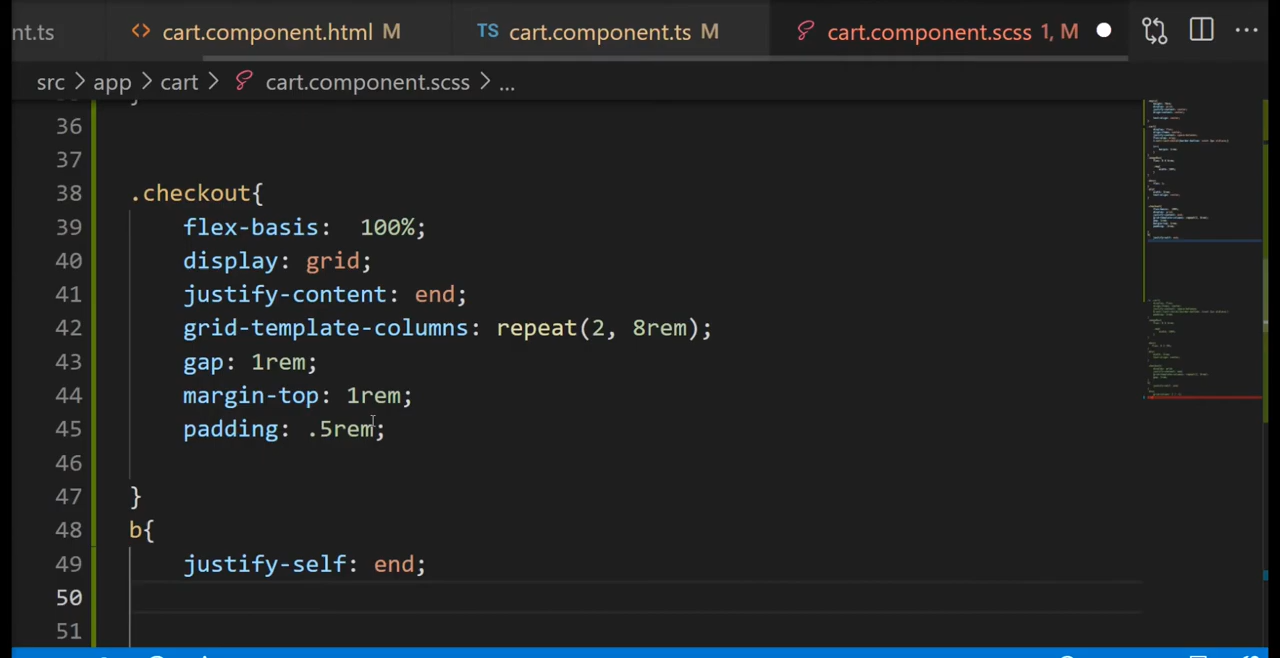 nt.ts <> cart.component.html M TS cart.component.ts M cart.component.scss 1, M
src > app > cart > cart.component.scss > ...
36
37
38 .checkout{
39 flex-basis:  100%;
40 display: grid;
41 justify-content: end;
42 grid-template-columns: repeat(2, 8rem);
43 gap: 1rem;
44 margin-top: 1rem;
45 padding: .5rem;
46
47 }
48 b{
49 justify-self: end;
50
51